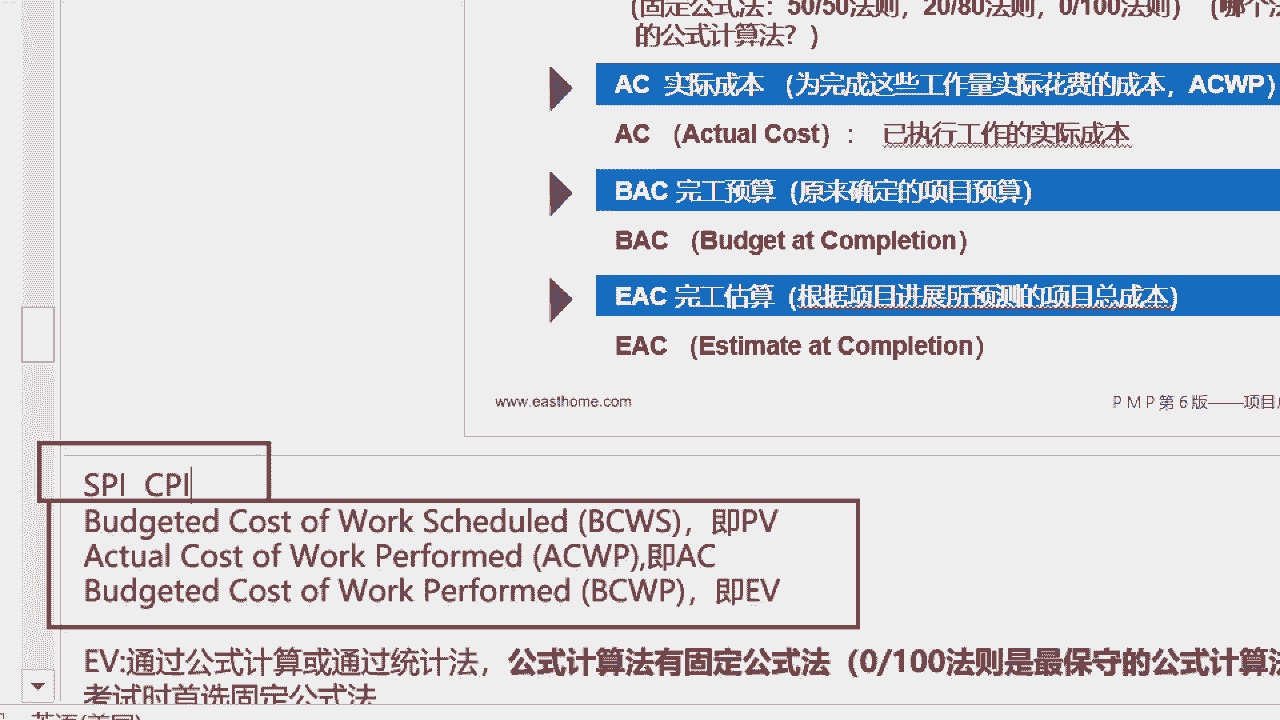 (固定公式法：50/50法则，20/80法则，0/100法则）（哪个法
的公式计算法？)
AC 实际成本 （为完成这些工作量实际花费的成本，ACWP）
AC （Actual Cost）： 已执行工作的实际成本
BAC 完工预算（原来确定的项目预算)
BAC （Budget at Completion）
EAC 完工估算（根据项目进展所预测的项目总成本)
EAC （Estimate at Completion）
www.easthome.com
PMP第6版——项目
SPI CPI
Budgeted Cost of Work Scheduled (BCWS)，即PV
Actual Cost of Work Performed (ACWP),即AC
Budgeted Cost of Work Performed (BCWP)，即EV
EV:通过公式计算或通过统计法，公式计算法有固定公式法（0/100法则是最保守的公式计算法
考试时首选固定公式法
英语(美国)